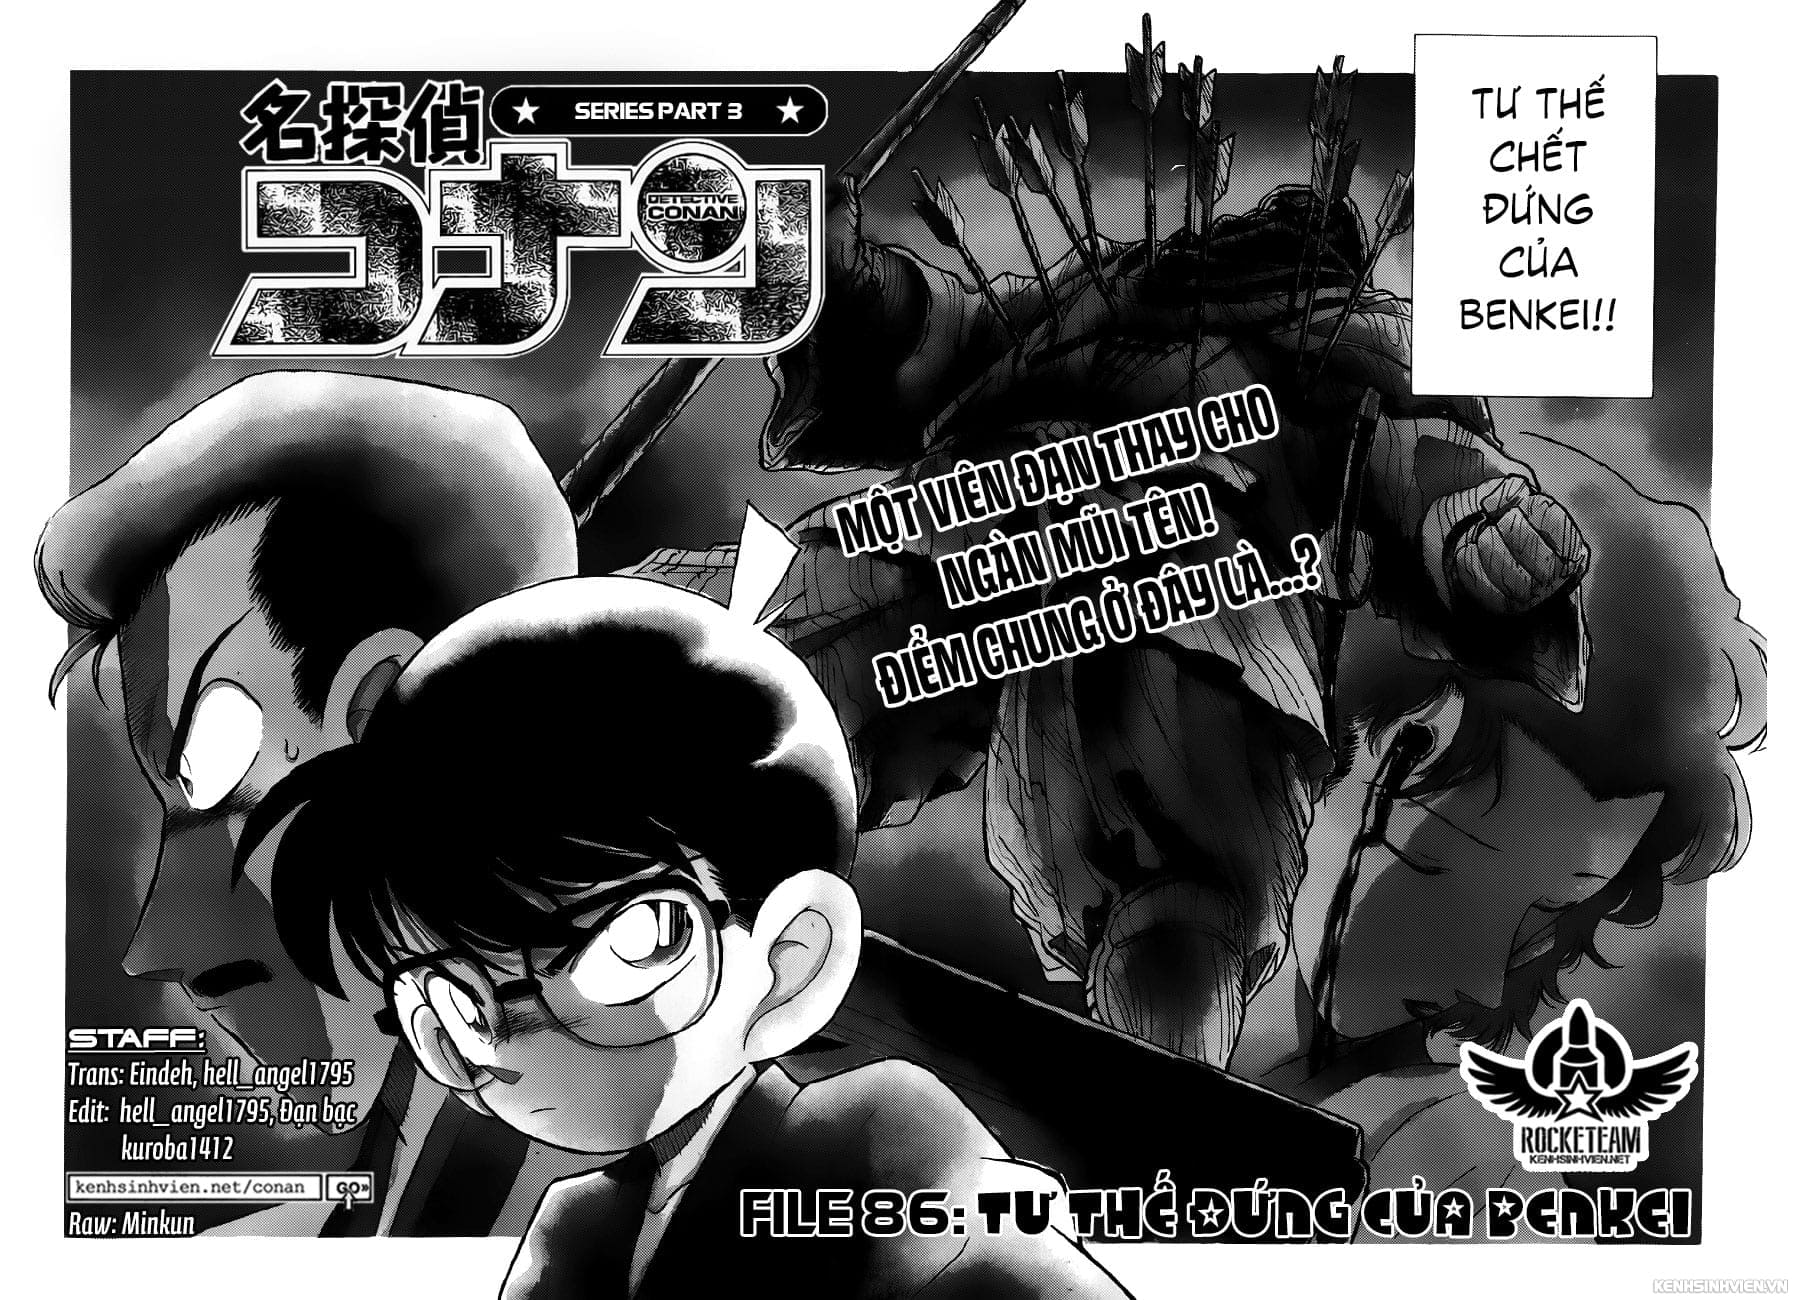 名探偵
★ SERIES PART 3 ★
コナン
DETECTIVE
CONAN
TƯ THẾ
CHẾT
ĐỨNG
CỦA
BENKEI!!
MỘT VIÊN ĐẠN THAY CHO
NGÀN MŨI TÊN!
ĐIỂM CHUNG Ở ĐÂY LÀ...?
STAFF:
Trans: Eindeh, hell_angel1795
Edit: hell_angel1795, Đạn bạc
kuroba1412
kenhsinhvien.net/conan GO»
Raw: Minkun
ROCKETEAM
KENHSINHVIEN.NET
FILE 86: TƯ THẾ ĐỨNG CỦA BENKEI
KENHSINHVIEN.VN